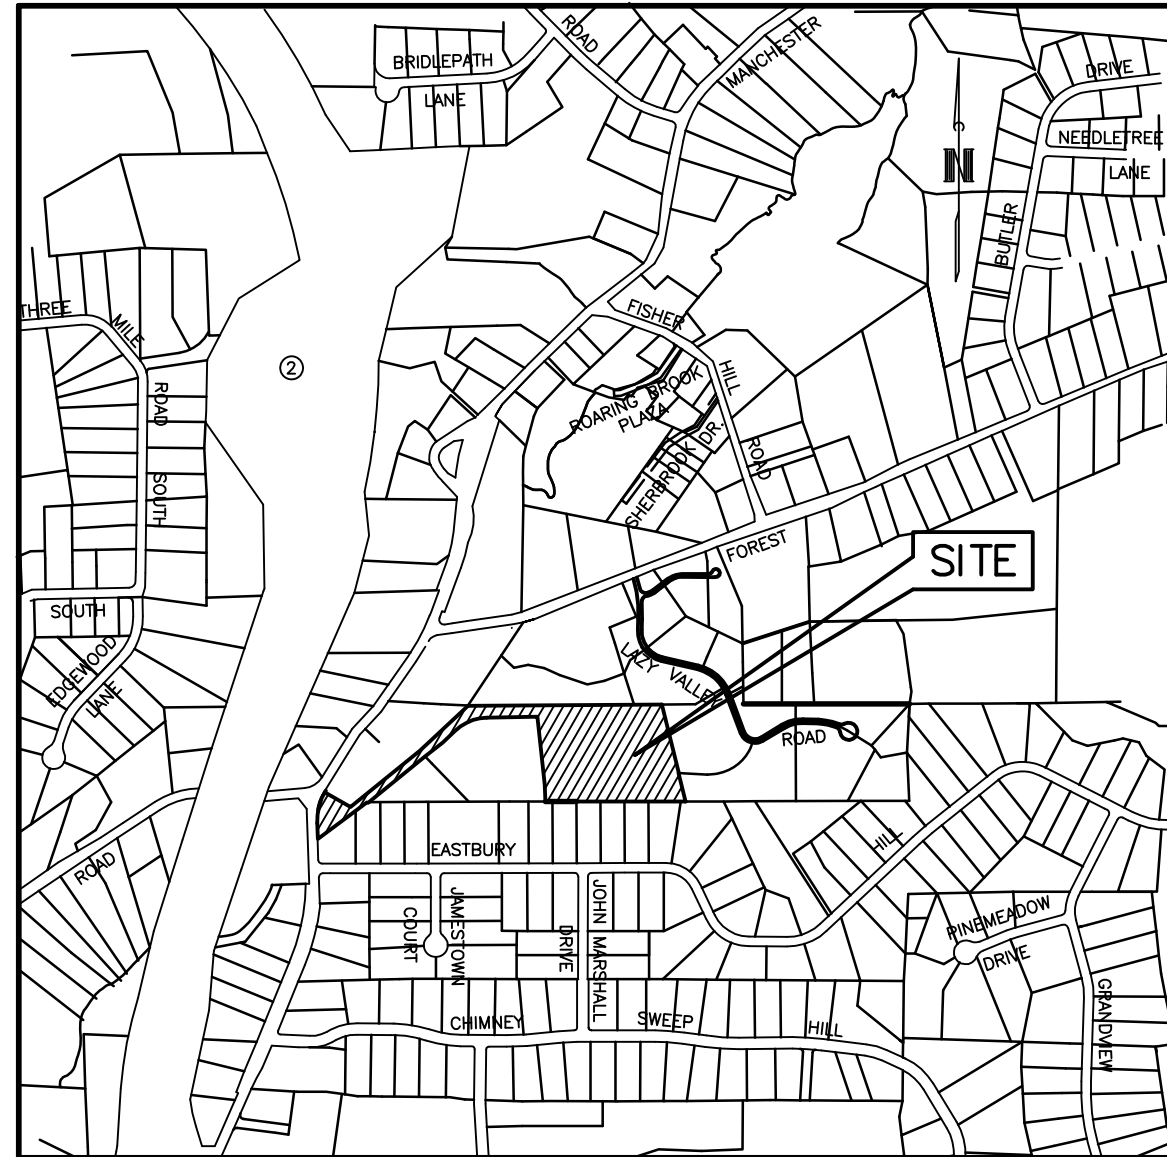 ROAD
MANCHESTER
BRIDLEPATH
LANE
DRIVE
NEEDLETREE
LANE
C
N
BUTLER
THREE
MILE
ROAD
SOUTH
2
FISHER
HILL
ROAD
ROARING BROOK
PLAZA
SHERBROOK DR.
FOREST
SITE
SOUTH
EDGEWOOD
LANE
LAZY VALLEY
ROAD
ROAD
EASTBURY
HILL
JAMESTOWN
COURT
JOHN MARSHALL
DRIVE
PINEMEADOW
DRIVE
GRANDVIEW
CHIMNEY SWEEP HILL